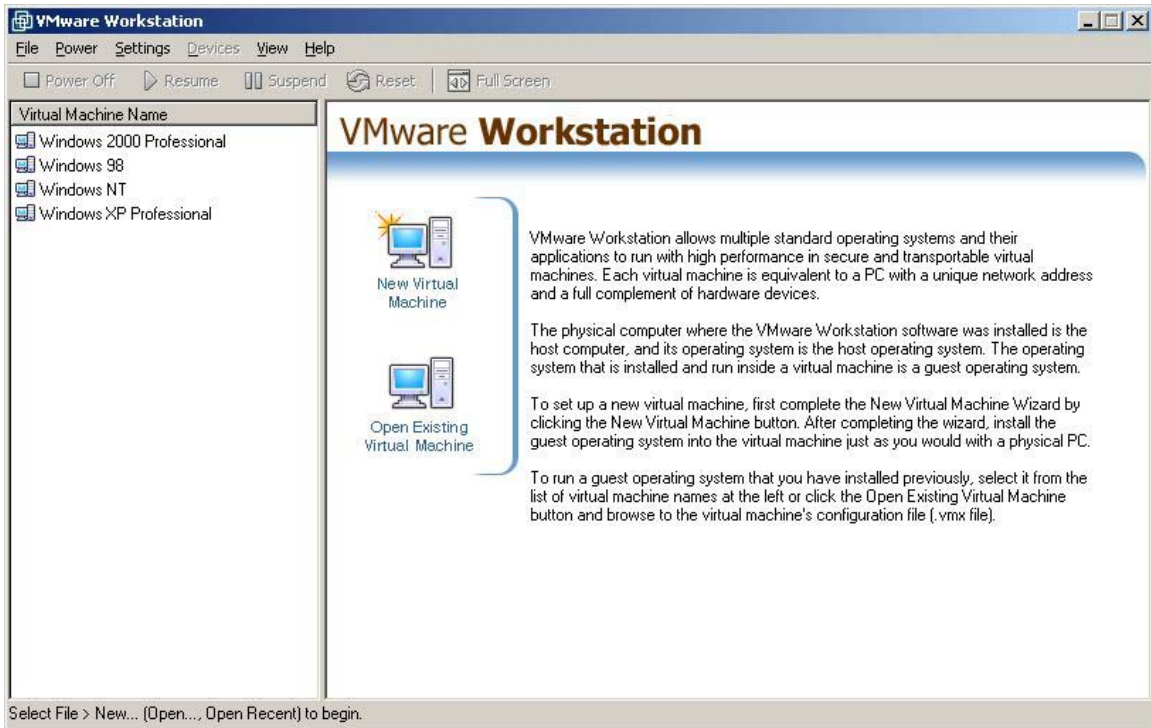 VMware Workstation
File Power Settings Devices View Help
Power Off Resume Suspend Reset Full Screen
Virtual Machine Name
Windows 2000 Professional
Windows 98
Windows NT
Windows XP Professional
VMware Workstation
New Virtual
Machine
Open Existing
Virtual Machine
VMware Workstation allows multiple standard operating systems and their
applications to run with high performance in secure and transportable virtual
machines. Each virtual machine is equivalent to a PC with a unique network address
and a full complement of hardware devices.
The physical computer where the VMware Workstation software was installed is the
host computer, and its operating system is the host operating system. The operating
system that is installed and run inside a virtual machine is a guest operating system.
To set up a new virtual machine, first complete the New Virtual Machine Wizard by
clicking the New Virtual Machine button. After completing the wizard, install the
guest operating system into the virtual machine just as you would with a physical PC.
To run a guest operating system that you have installed previously, select it from the
list of virtual machine names at the left or click the Open Existing Virtual Machine
button and browse to the virtual machine's configuration file (.vmx file).
Select File > New... (Open..., Open Recent) to begin.